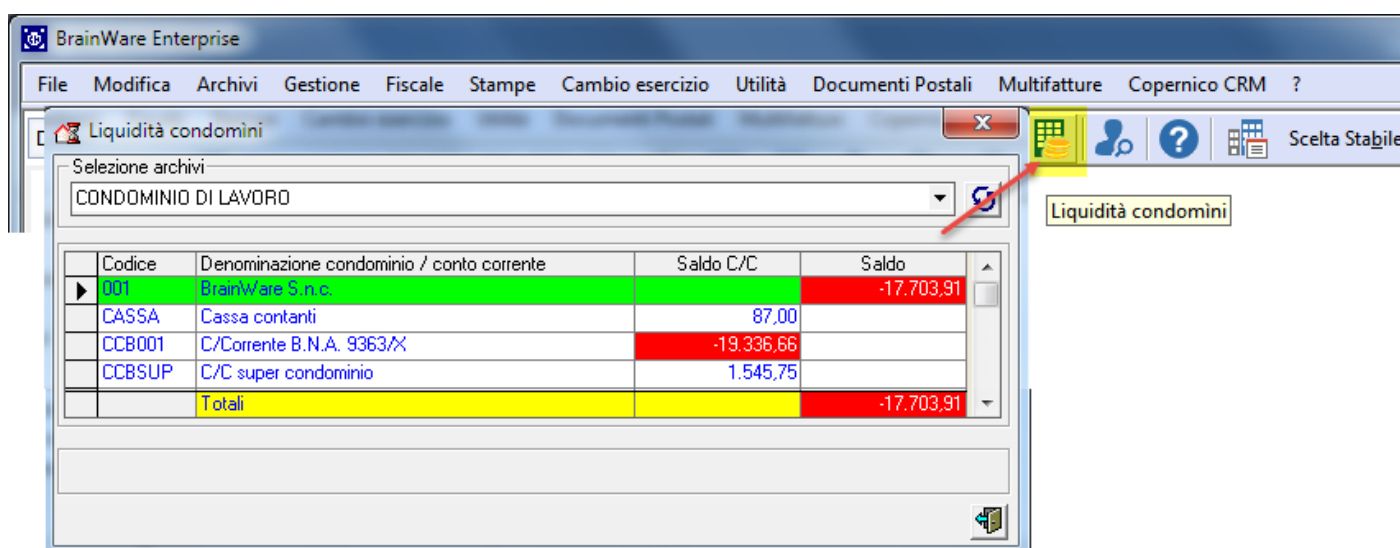 BrainWare Enterprise
File Modifica Archivi Gestione Fiscale Stampe Cambio esercizio Utilità Documenti Postali Multifatture Copernico CRM ?
Liquidità condomìni
Scelta Stabile
Selezione archivi
CONDOMINIO DI LAVORO
Liquidità condomìni
Codice Denominazione condominio / conto corrente Saldo C/C Saldo
001 BrainWare S.n.c. -17.703,91
CASSA Cassa contanti 87,00
CCB001 C/Corrente B.N.A. 9363/X -19.336,66
CCBSUP C/C super condominio 1.545,75
Totali -17.703,91